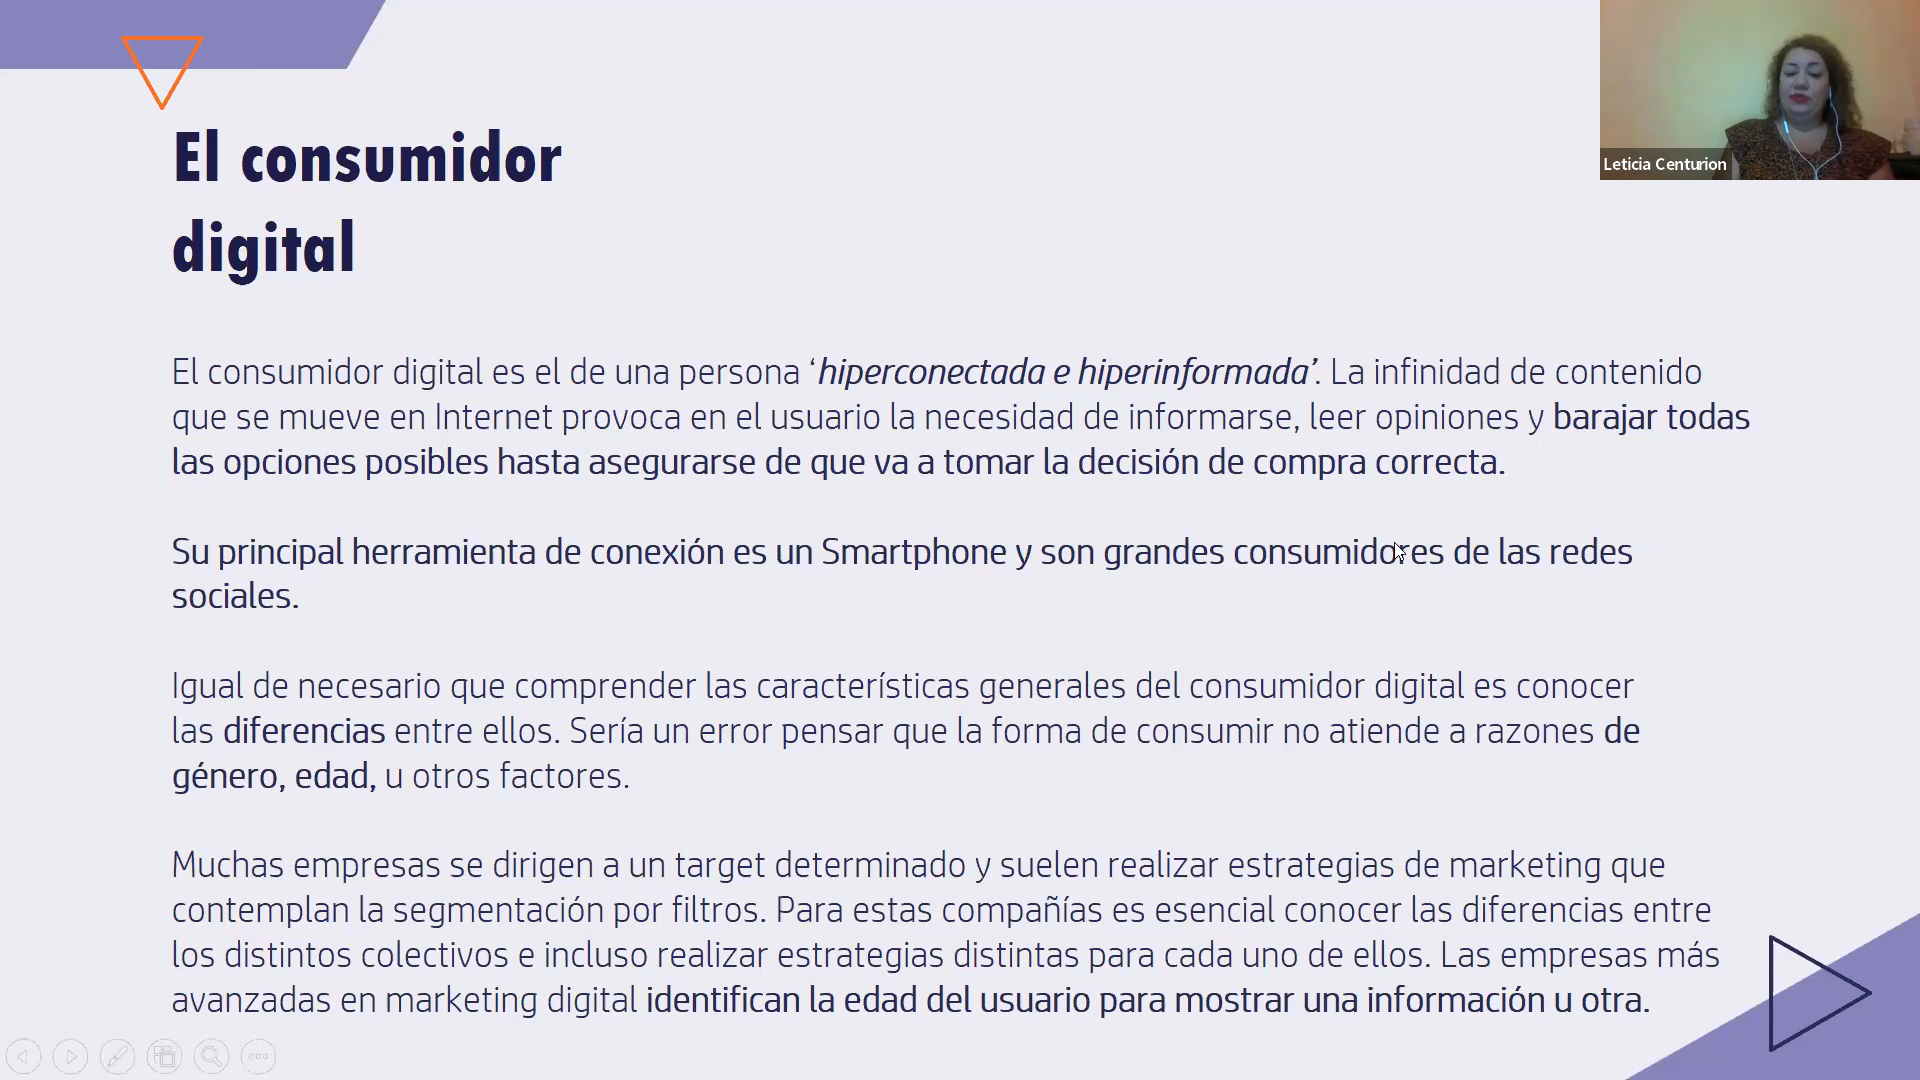 El consumidor
digital
Leticia Centurion
El consumidor digital es el de una persona ‘hiperconectada e hiperinformada’. La infinidad de contenido
que se mueve en Internet provoca en el usuario la necesidad de informarse, leer opiniones y barajar todas
las opciones posibles hasta asegurarse de que va a tomar la decisión de compra correcta.
Su principal herramienta de conexión es un Smartphone y son grandes consumidores de las redes
sociales.
Igual de necesario que comprender las características generales del consumidor digital es conocer
las diferencias entre ellos. Sería un error pensar que la forma de consumir no atiende a razones de
género, edad, u otros factores.
Muchas empresas se dirigen a un target determinado y suelen realizar estrategias de marketing que
contemplan la segmentación por filtros. Para estas compañías es esencial conocer las diferencias entre
los distintos colectivos e incluso realizar estrategias distintas para cada uno de ellos. Las empresas más
avanzadas en marketing digital identifican la edad del usuario para mostrar una información u otra.